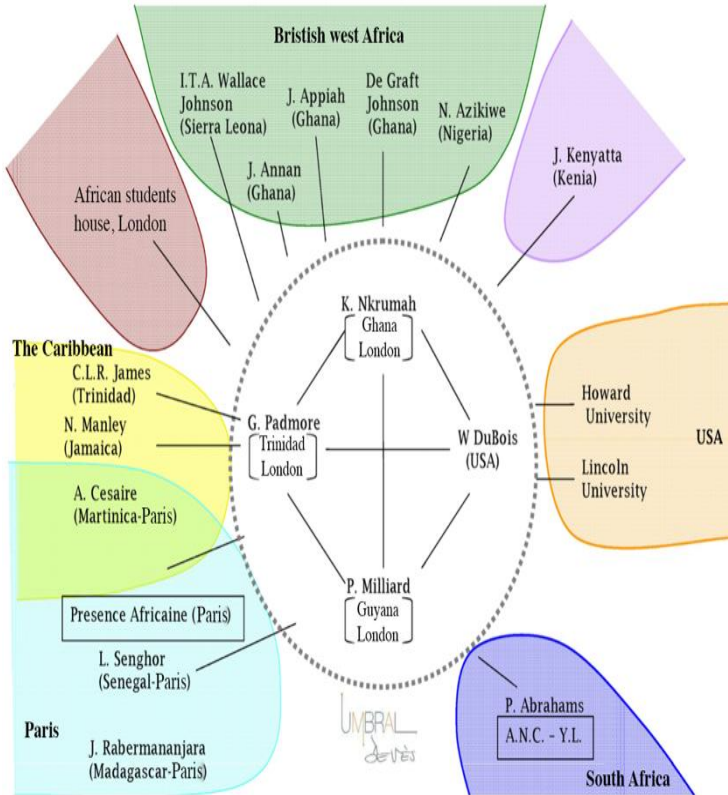 Bristish west Africa
I.T.A. Wallace
Johnson
(Sierra Leona)
J. Appiah
(Ghana)
De Graft
Johnson
(Ghana)
N. Azikiwe
(Nigeria)
J. Annan
(Ghana)
J. Kenyatta
(Kenia)
African students
house, London
K. Nkrumah
Ghana
London
The Caribbean
C.L.R. James
(Trinidad)
N. Manley
(Jamaica)
G. Padmore
Trinidad
London
W DuBois
(USA)
Howard
University
USA
Lincoln
University
A. Cesaire
(Martinica-Paris)
P. Milliard
Guyana
London
Presence Africaine (Paris)
L. Senghor
(Senegal-Paris)
Paris
J. Rabermananjara
(Madagascar-Paris)
UMBRAL
devés
P. Abrahams
A.N.C. – Y.L.
South Africa